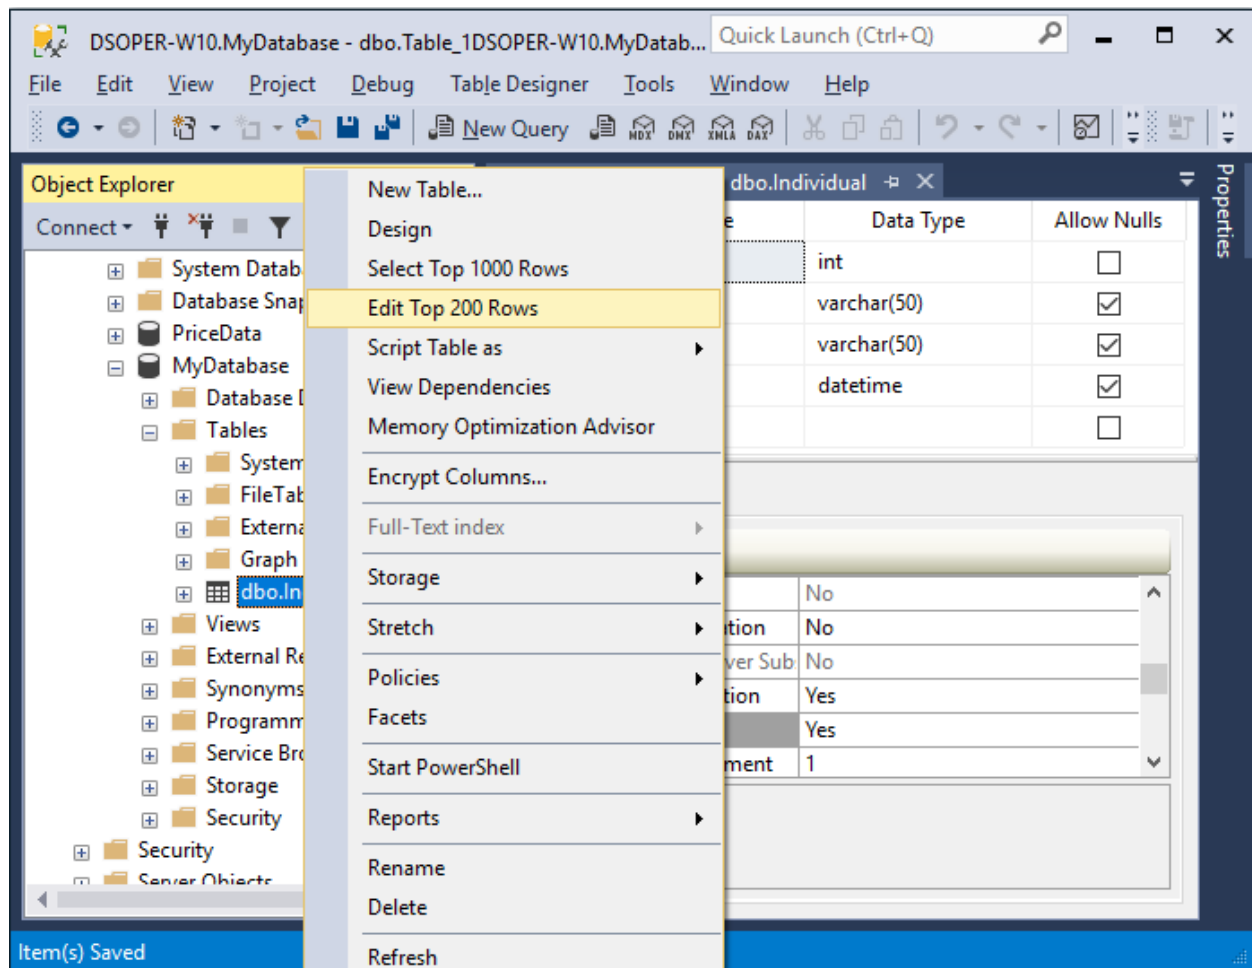 DSOPER-W10.MyDatabase - dbo.Table_1DSOPER-W10.MyDatab...
Quick Launch (Ctrl+Q)
File Edit View Project Debug Table Designer Tools Window Help
New Query MDX DMX XMLA DAX
Object Explorer
Connect
System Datab
Database Snap
PriceData
MyDatabase
Database
Tables
System
FileTab
Externa
Graph
dbo.In
Views
External Re
Synonyms
Programm
Service Bro
Storage
Security
Security
Server Objects
New Table...
Design
Select Top 1000 Rows
Edit Top 200 Rows
Script Table as
View Dependencies
Memory Optimization Advisor
Encrypt Columns...
Full-Text index
Storage
Stretch
Policies
Facets
Start PowerShell
Reports
Rename
Delete
Refresh
dbo.Individual
e Data Type Allow Nulls
int
varchar(50)
varchar(50)
datetime
No
tion No
ver Sub No
tion Yes
Yes
ment 1
Properties
Item(s) Saved